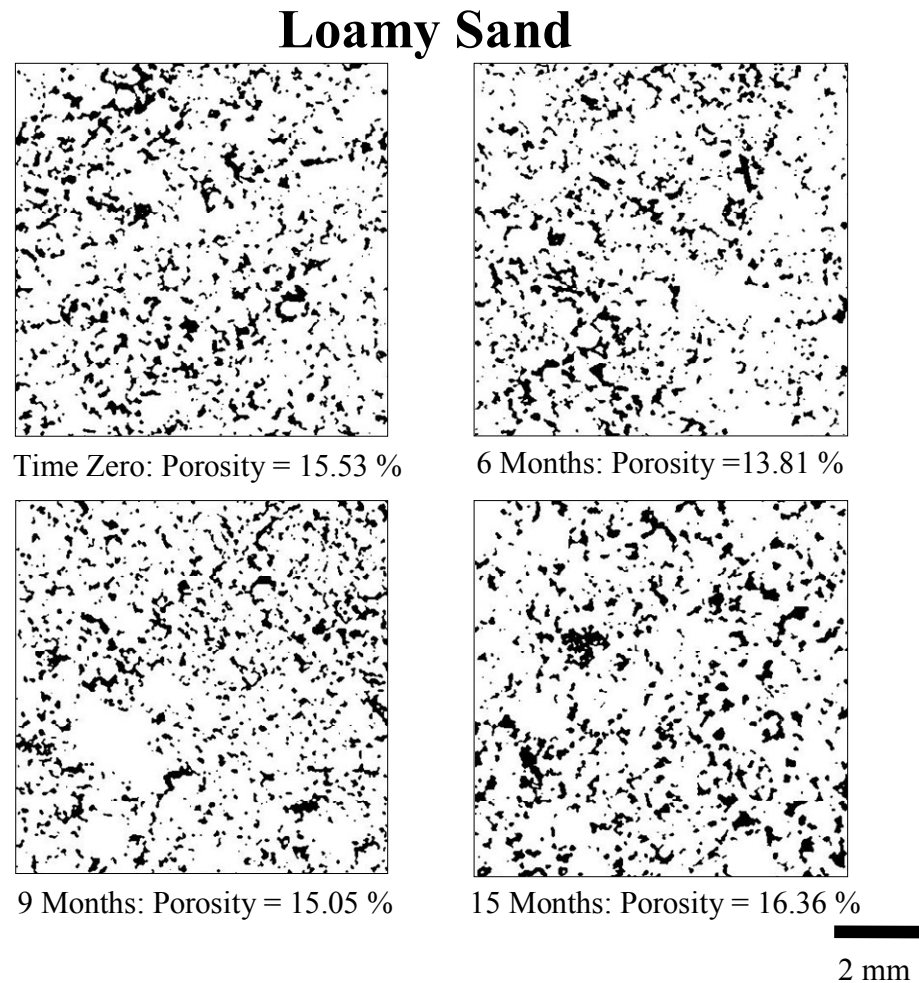 Loamy Sand
Time Zero: Porosity = 15.53 %
6 Months: Porosity =13.81 %
9 Months: Porosity = 15.05 %
15 Months: Porosity = 16.36 %
2 mm